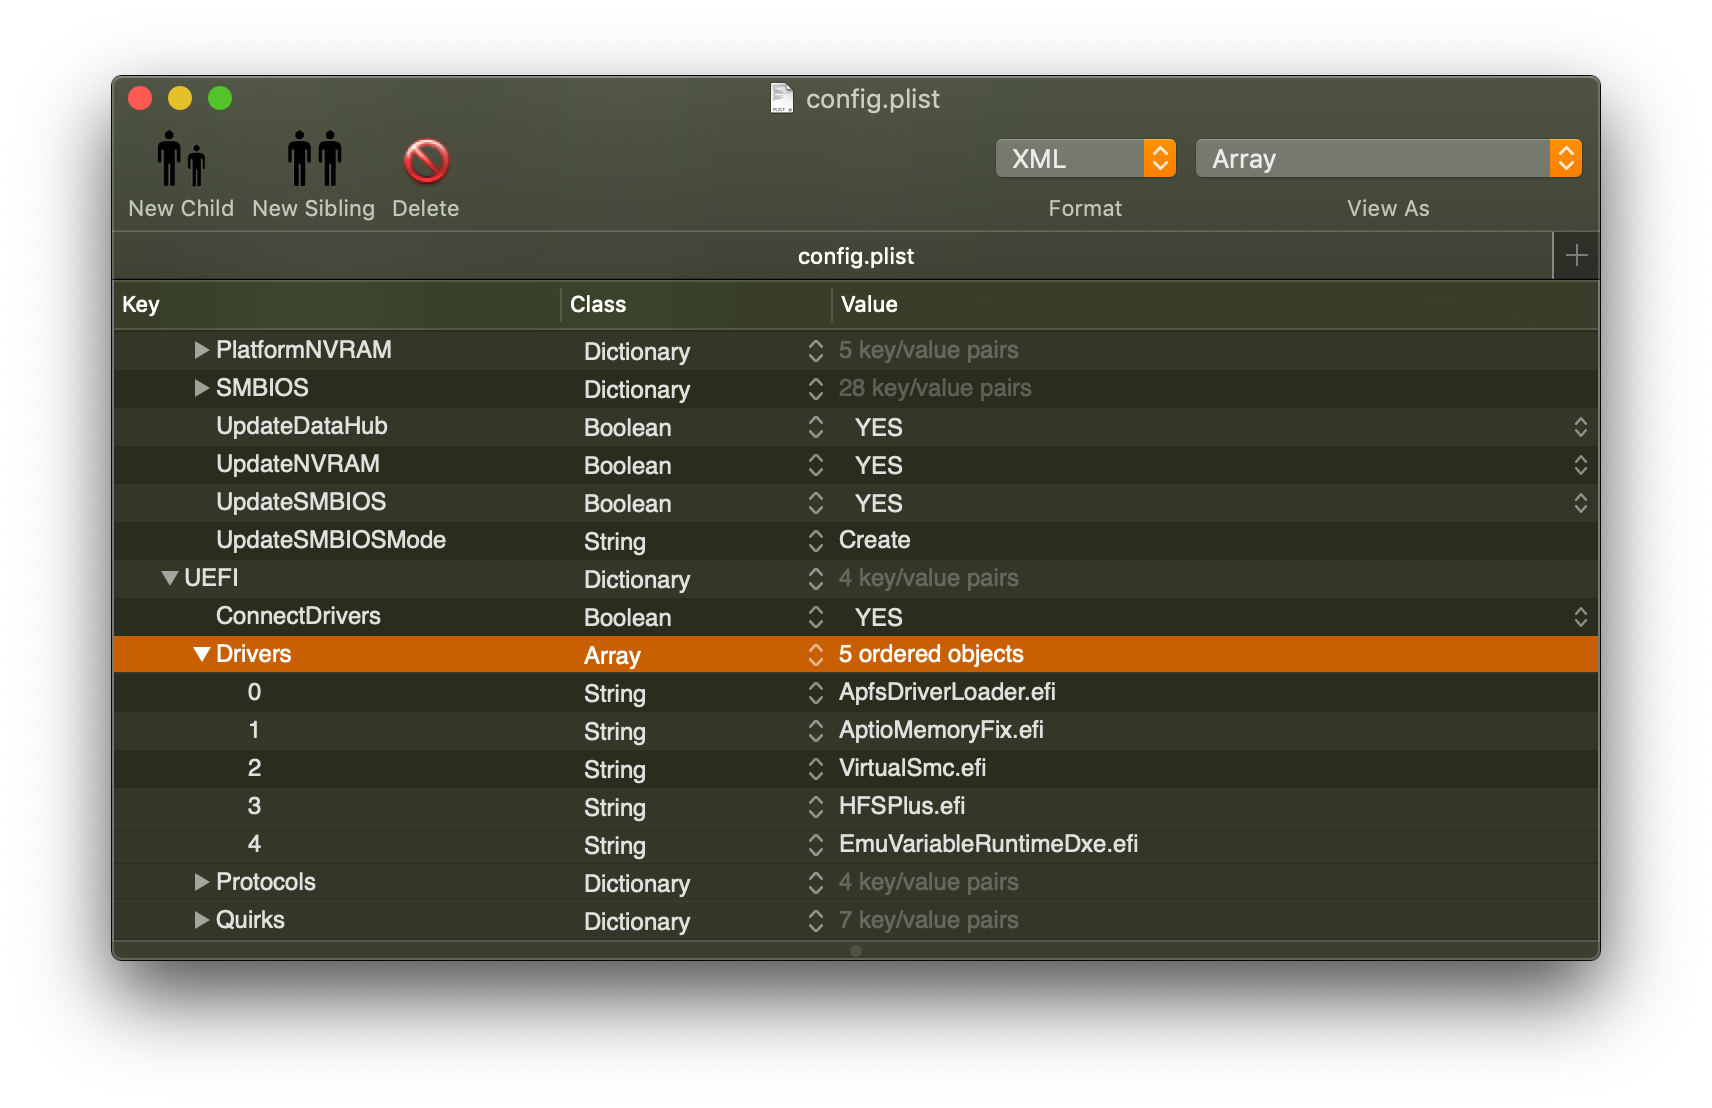 config.plist
New Child New Sibling Delete
XML Array
Format View As
config.plist
Key Class Value
PlatformNVRAM Dictionary 5 key/value pairs
SMBIOS Dictionary 28 key/value pairs
UpdateDataHub Boolean YES
UpdateNVRAM Boolean YES
UpdateSMBIOS Boolean YES
UpdateSMBIOSMode String Create
UEFI Dictionary 4 key/value pairs
ConnectDrivers Boolean YES
Drivers Array 5 ordered objects
0 String ApfsDriverLoader.efi
1 String AptioMemoryFix.efi
2 String VirtualSmc.efi
3 String HFSPlus.efi
4 String EmuVariableRuntimeDxe.efi
Protocols Dictionary 4 key/value pairs
Quirks Dictionary 7 key/value pairs